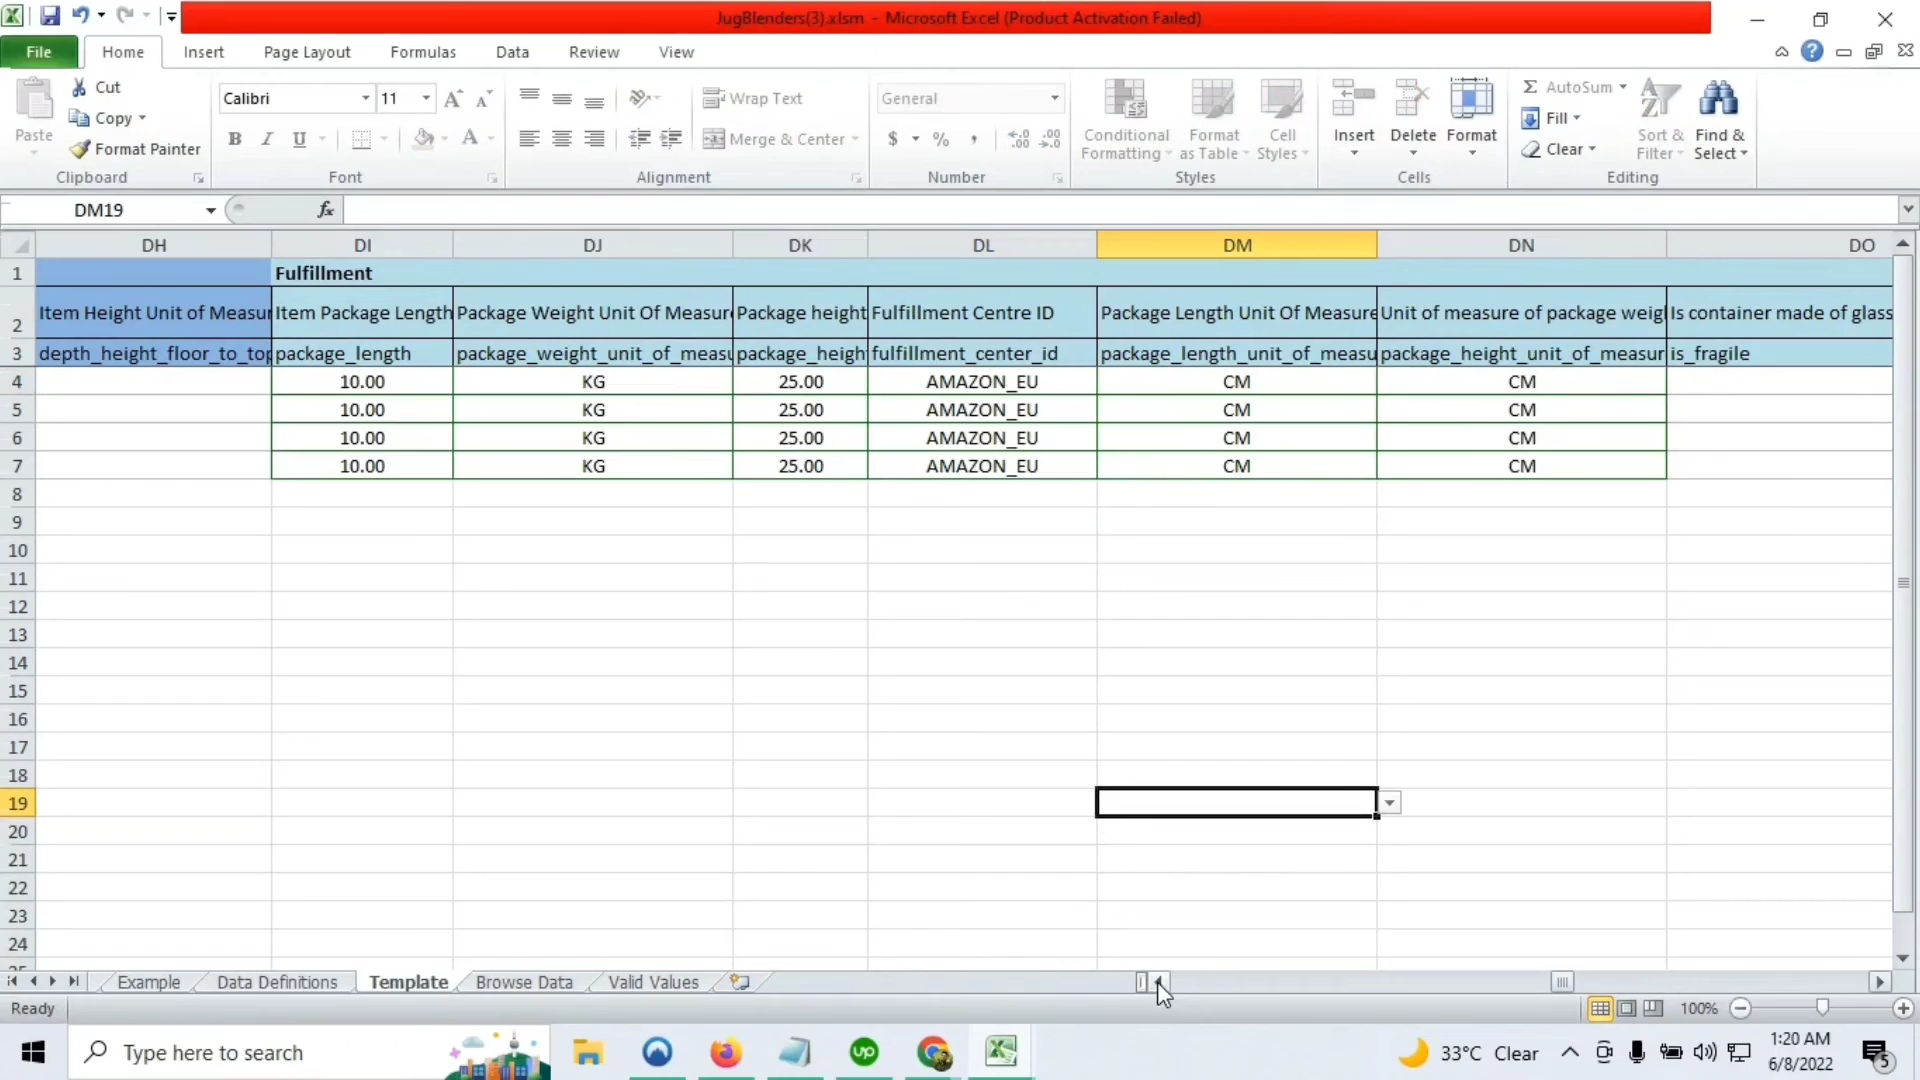 JugBlenders(3).xlsm - Microsoft Excel (Product Activation Failed)
File Home Insert Page Layout Formulas Data Review View
Paste Cut Copy Format Painter Clipboard
Calibri 11 B I U A Font
Wrap Text Merge & Center Alignment
General $ % , Number
Conditional Formatting Format as Table Cell Styles Styles
Insert Delete Format Cells
Σ AutoSum Fill Clear Sort & Filter Find & Select Editing
DM19 fx
DH DI DJ DK DL DM DN DO
1 Fulfillment
2 Item Height Unit of Measur Item Package Length Package Weight Unit Of Measur Package height Fulfillment Centre ID Package Length Unit Of Measure Unit of measure of package weigl Is container made of glass
3 depth_height_floor_to_top package_length package_weight_unit_of_measu package_heigh fulfillment_center_id package_length_unit_of_measu package_height_unit_of_measur is_fragile
4 10.00 KG 25.00 AMAZON_EU CM CM
5 10.00 KG 25.00 AMAZON_EU CM CM
6 10.00 KG 25.00 AMAZON_EU CM CM
7 10.00 KG 25.00 AMAZON_EU CM CM
8
9
10
11
12
13
14
15
16
17
18
19
20
21
22
23
24
Example Data Definitions Template Browse Data Valid Values
Ready 100%
Type here to search up 33°C Clear 1:20 AM
6/8/2022 5